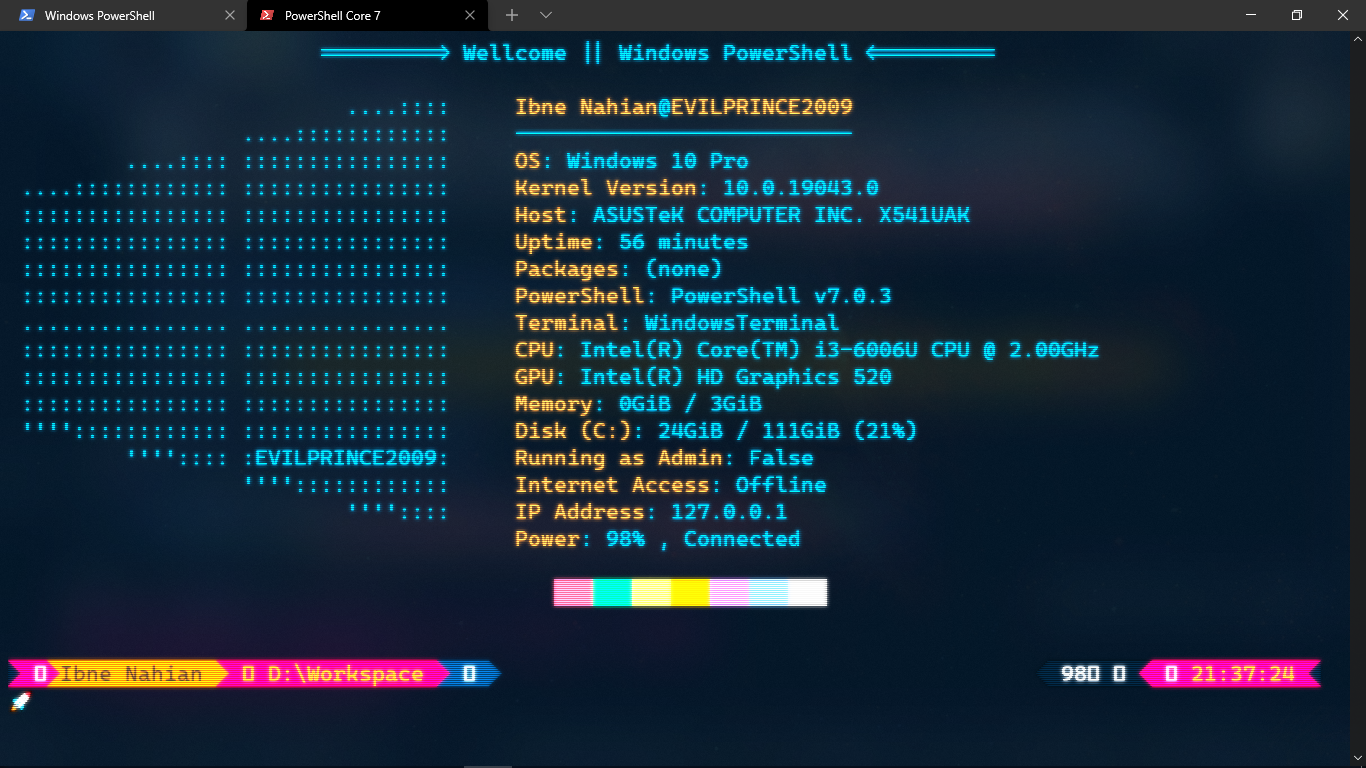 Windows PowerShell
PowerShell Core 7
Wellcome || Windows PowerShell
Ibne Nahian@EVILPRINCE2009
OS: Windows 10 Pro
Kernel Version: 10.0.19043.0
Host: ASUSTeK COMPUTER INC. X541UAK
Uptime: 56 minutes
Packages: (none)
PowerShell: PowerShell v7.0.3
Terminal: WindowsTerminal
CPU: Intel(R) Core(TM) i3-6006U CPU @ 2.00GHz
GPU: Intel(R) HD Graphics 520
Memory: 0GiB / 3GiB
Disk (C:): 24GiB / 111GiB (21%)
:EVILPRINCE2009:
Running as Admin: False
Internet Access: Offline
IP Address: 127.0.0.1
Power: 98% , Connected
Ibne Nahian
D:\Workspace
98
21:37:24